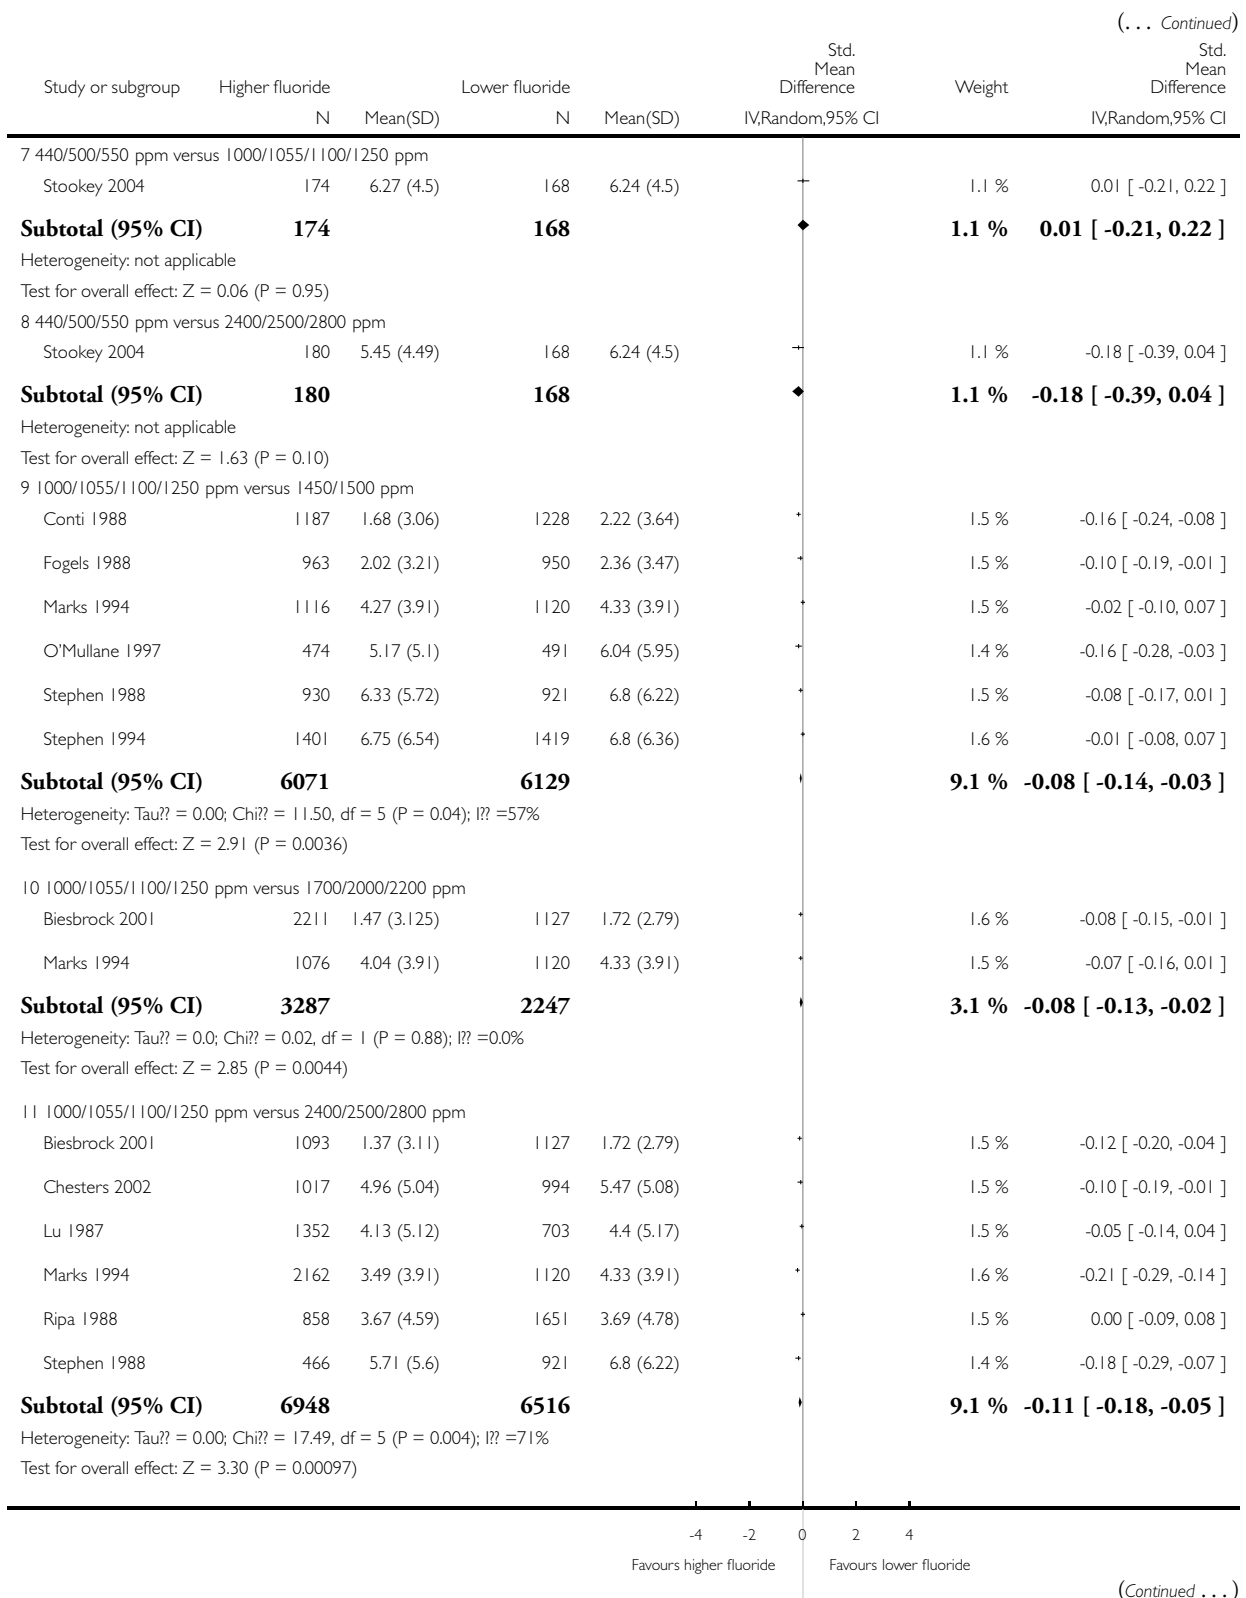 (... Continued)
Study or subgroup Higher fluoride Lower fluoride Std. Mean Difference Weight Std. Mean Difference
N Mean(SD) N Mean(SD) IV,Random,95% CI IV,Random,95% CI
7 440/500/550 ppm versus 1000/1055/1100/1250 ppm
Stookey 2004 174 6.27 (4.5) 168 6.24 (4.5) 1.1 % 0.01 [ -0.21, 0.22 ]
Subtotal (95% CI) 174 168 1.1 % 0.01 [ -0.21, 0.22 ]
Heterogeneity: not applicable
Test for overall effect: Z = 0.06 (P = 0.95)
8 440/500/550 ppm versus 2400/2500/2800 ppm
Stookey 2004 180 5.45 (4.49) 168 6.24 (4.5) 1.1 % -0.18 [ -0.39, 0.04 ]
Subtotal (95% CI) 180 168 1.1 % -0.18 [ -0.39, 0.04 ]
Heterogeneity: not applicable
Test for overall effect: Z = 1.63 (P = 0.10)
9 1000/1055/1100/1250 ppm versus 1450/1500 ppm
Conti 1988 1187 1.68 (3.06) 1228 2.22 (3.64) 1.5 % -0.16 [ -0.24, -0.08 ]
Fogels 1988 963 2.02 (3.21) 950 2.36 (3.47) 1.5 % -0.10 [ -0.19, -0.01 ]
Marks 1994 1116 4.27 (3.91) 1120 4.33 (3.91) 1.5 % -0.02 [ -0.10, 0.07 ]
O'Mullane 1997 474 5.17 (5.1) 491 6.04 (5.95) 1.4 % -0.16 [ -0.28, -0.03 ]
Stephen 1988 930 6.33 (5.72) 921 6.8 (6.22) 1.5 % -0.08 [ -0.17, 0.01 ]
Stephen 1994 1401 6.75 (6.54) 1419 6.8 (6.36) 1.6 % -0.01 [ -0.08, 0.07 ]
Subtotal (95% CI) 6071 6129 9.1 % -0.08 [ -0.14, -0.03 ]
Heterogeneity: Tau?? = 0.00; Chi?? = 11.50, df = 5 (P = 0.04); I?? =57%
Test for overall effect: Z = 2.91 (P = 0.0036)
10 1000/1055/1100/1250 ppm versus 1700/2000/2200 ppm
Biesbrock 2001 2211 1.47 (3.125) 1127 1.72 (2.79) 1.6 % -0.08 [ -0.15, -0.01 ]
Marks 1994 1076 4.04 (3.91) 1120 4.33 (3.91) 1.5 % -0.07 [ -0.16, 0.01 ]
Subtotal (95% CI) 3287 2247 3.1 % -0.08 [ -0.13, -0.02 ]
Heterogeneity: Tau?? = 0.0; Chi?? = 0.02, df = 1 (P = 0.88); I?? =0.0%
Test for overall effect: Z = 2.85 (P = 0.0044)
11 1000/1055/1100/1250 ppm versus 2400/2500/2800 ppm
Biesbrock 2001 1093 1.37 (3.11) 1127 1.72 (2.79) 1.5 % -0.12 [ -0.20, -0.04 ]
Chesters 2002 1017 4.96 (5.04) 994 5.47 (5.08) 1.5 % -0.10 [ -0.19, -0.01 ]
Lu 1987 1352 4.13 (5.12) 703 4.4 (5.17) 1.5 % -0.05 [ -0.14, 0.04 ]
Marks 1994 2162 3.49 (3.91) 1120 4.33 (3.91) 1.6 % -0.21 [ -0.29, -0.14 ]
Ripa 1988 858 3.67 (4.59) 1651 3.69 (4.78) 1.5 % 0.00 [ -0.09, 0.08 ]
Stephen 1988 466 5.71 (5.6) 921 6.8 (6.22) 1.4 % -0.18 [ -0.29, -0.07 ]
Subtotal (95% CI) 6948 6516 9.1 % -0.11 [ -0.18, -0.05 ]
Heterogeneity: Tau?? = 0.00; Chi?? = 17.49, df = 5 (P = 0.004); I?? =71%
Test for overall effect: Z = 3.30 (P = 0.00097)
-4 -2 0 2 4
Favours higher fluoride Favours lower fluoride
(Continued ...)